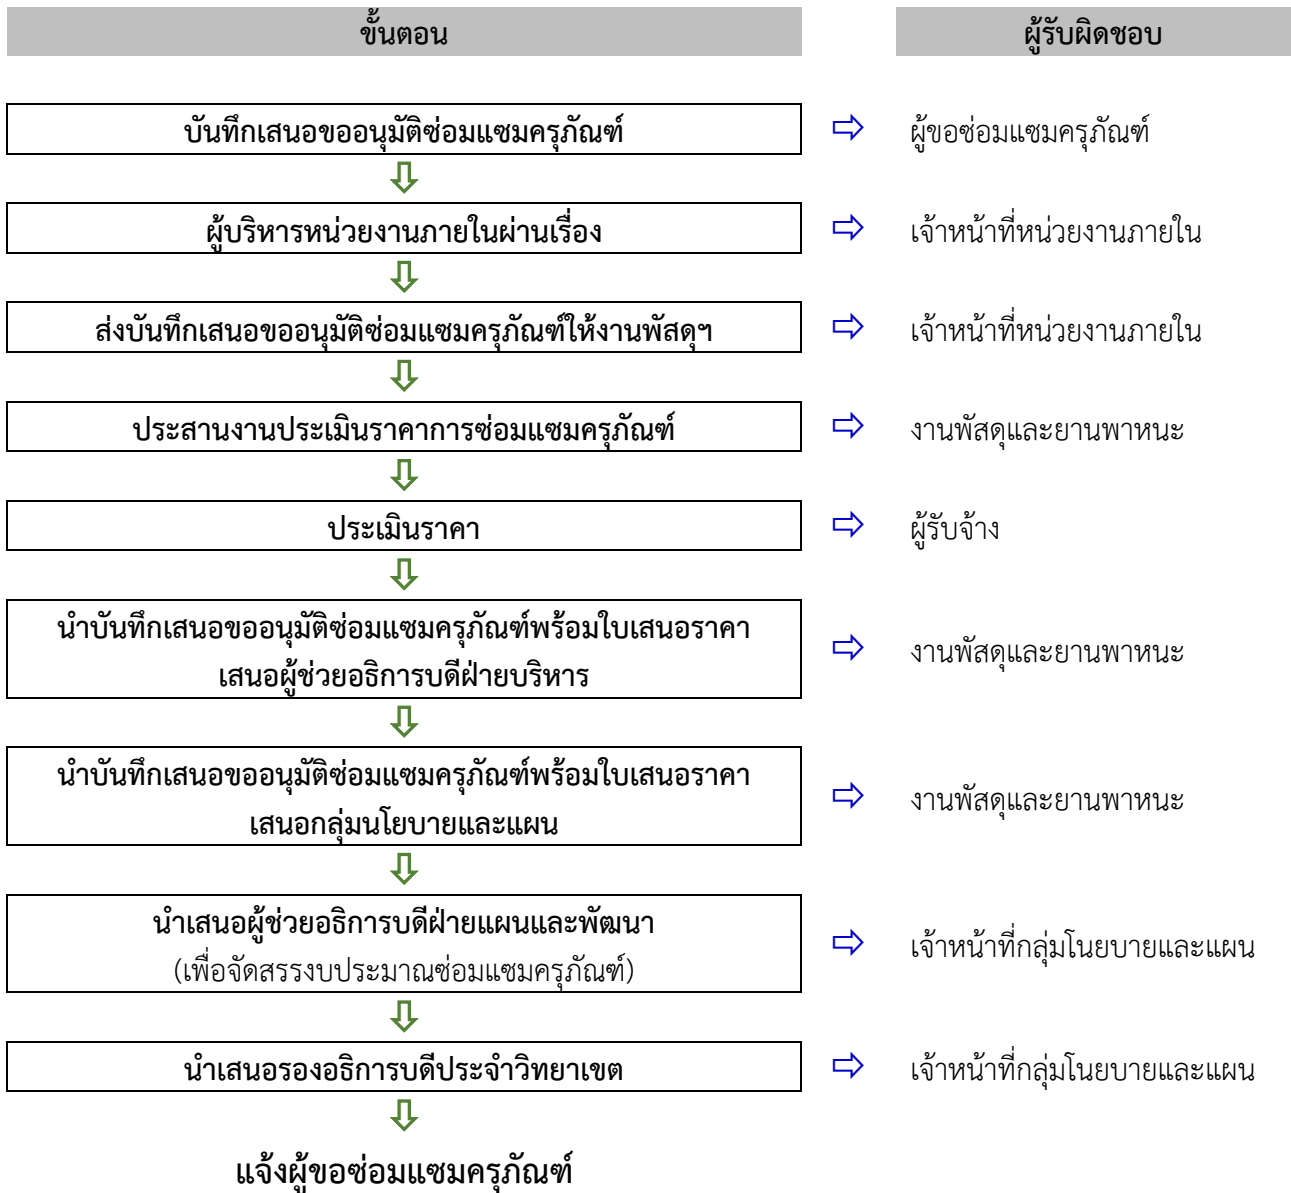 ขั้นตอน ผู้รับผิดชอบ
บันทึกเสนอขออนุมัติซ่อมแซมครุภัณฑ์ ผู้ขอซ่อมแซมครุภัณฑ์
ผู้บริหารหน่วยงานภายในผ่านเรื่อง เจ้าหน้าที่หน่วยงานภายใน
ส่งบันทึกเสนอขออนุมัติซ่อมแซมครุภัณฑ์ให้งานพัสดุฯ เจ้าหน้าที่หน่วยงานภายใน
ประสานงานประเมินราคาการซ่อมแซมครุภัณฑ์ งานพัสดุและยานพาหนะ
ประเมินราคา ผู้รับจ้าง
นำบันทึกเสนอขออนุมัติซ่อมแซมครุภัณฑ์พร้อมใบเสนอราคา
เสนอผู้ช่วยอธิการบดีฝ่ายบริหาร
งานพัสดุและยานพาหนะ
นำบันทึกเสนอขออนุมัติซ่อมแซมครุภัณฑ์พร้อมใบเสนอราคา
เสนอกลุ่มนโยบายและแผน
งานพัสดุและยานพาหนะ
นำเสนอผู้ช่วยอธิการบดีฝ่ายแผนและพัฒนา
(เพื่อจัดสรรงบประมาณซ่อมแซมครุภัณฑ์)
เจ้าหน้าที่กลุ่มโนยบายและแผน
นำเสนอรองอธิการบดีประจำวิทยาเขต เจ้าหน้าที่กลุ่มโนยบายและแผน
แจ้งผู้ขอซ่อมแซมครุภัณฑ์